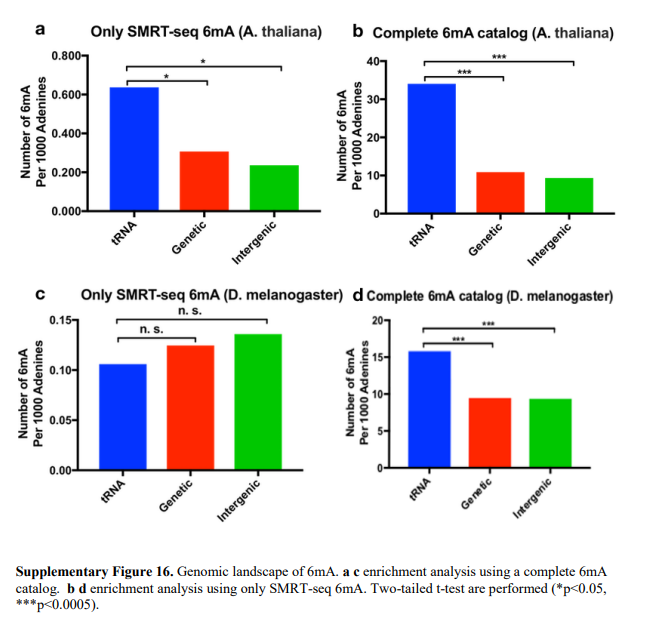 a Only SMRT-seq 6mA (A. thaliana)
Number of 6mA
Per 1000 Adenines
0.800
0.600
0.400
0.200
0.000
*
*
tRNA
Genetic
Intergenic
b Complete 6mA catalog (A. thaliana)
Number of 6mA
Per 1000 Adenines
40
30
20
10
0
***
***
tRNA
Genetic
Intergenic
c Only SMRT-seq 6mA (D. melanogaster)
Number of 6mA
Per 1000 Adenines
0.15
0.10
0.05
0.00
n. s.
n. s.
tRNA
Genetic
Intergenic
d Complete 6mA catalog (D. melanogaster)
Number of 6mA
Per 1000 Adenines
20
15
10
5
0
***
***
tRNA
Genetic
Intergenic
Supplementary Figure 16. Genomic landscape of 6mA. a c enrichment analysis using a complete 6mA
catalog. b d enrichment analysis using only SMRT-seq 6mA. Two-tailed t-test are performed (*p<0.05,
***p<0.0005).